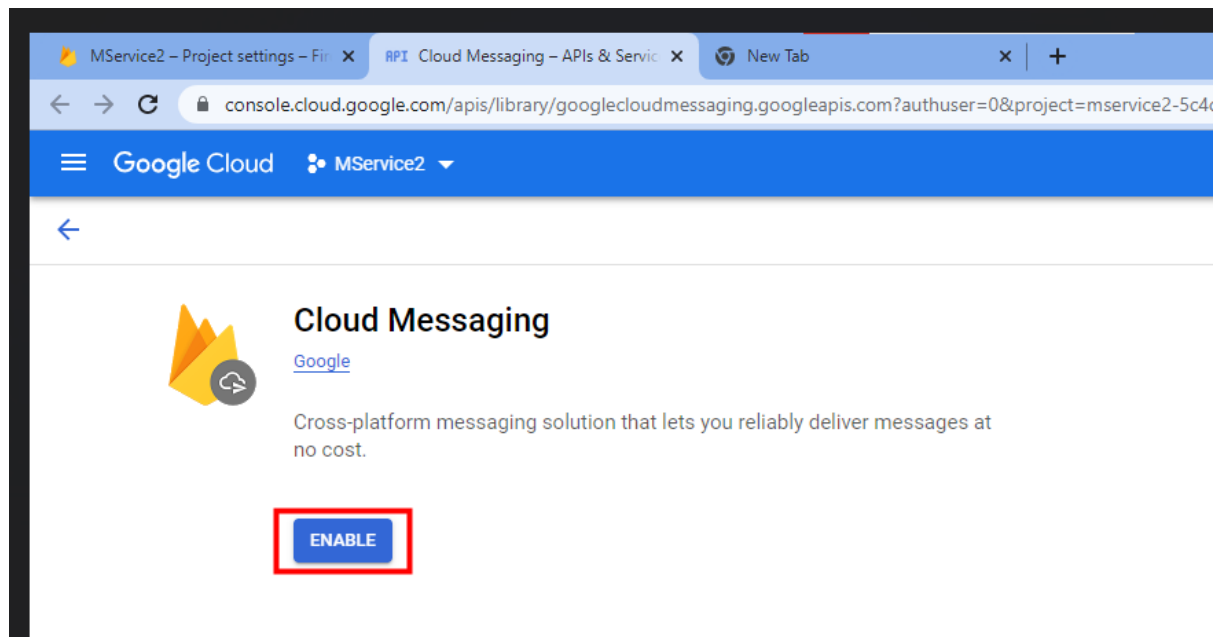 MService2 – Project settings – Fir
API Cloud Messaging – APIs & Servic
New Tab
console.cloud.google.com/apis/library/googlecloudmessaging.googleapis.com?authuser=0&project=mservice2-5c4
Google Cloud
MService2
Cloud Messaging
Google
Cross-platform messaging solution that lets you reliably deliver messages at
no cost.
ENABLE